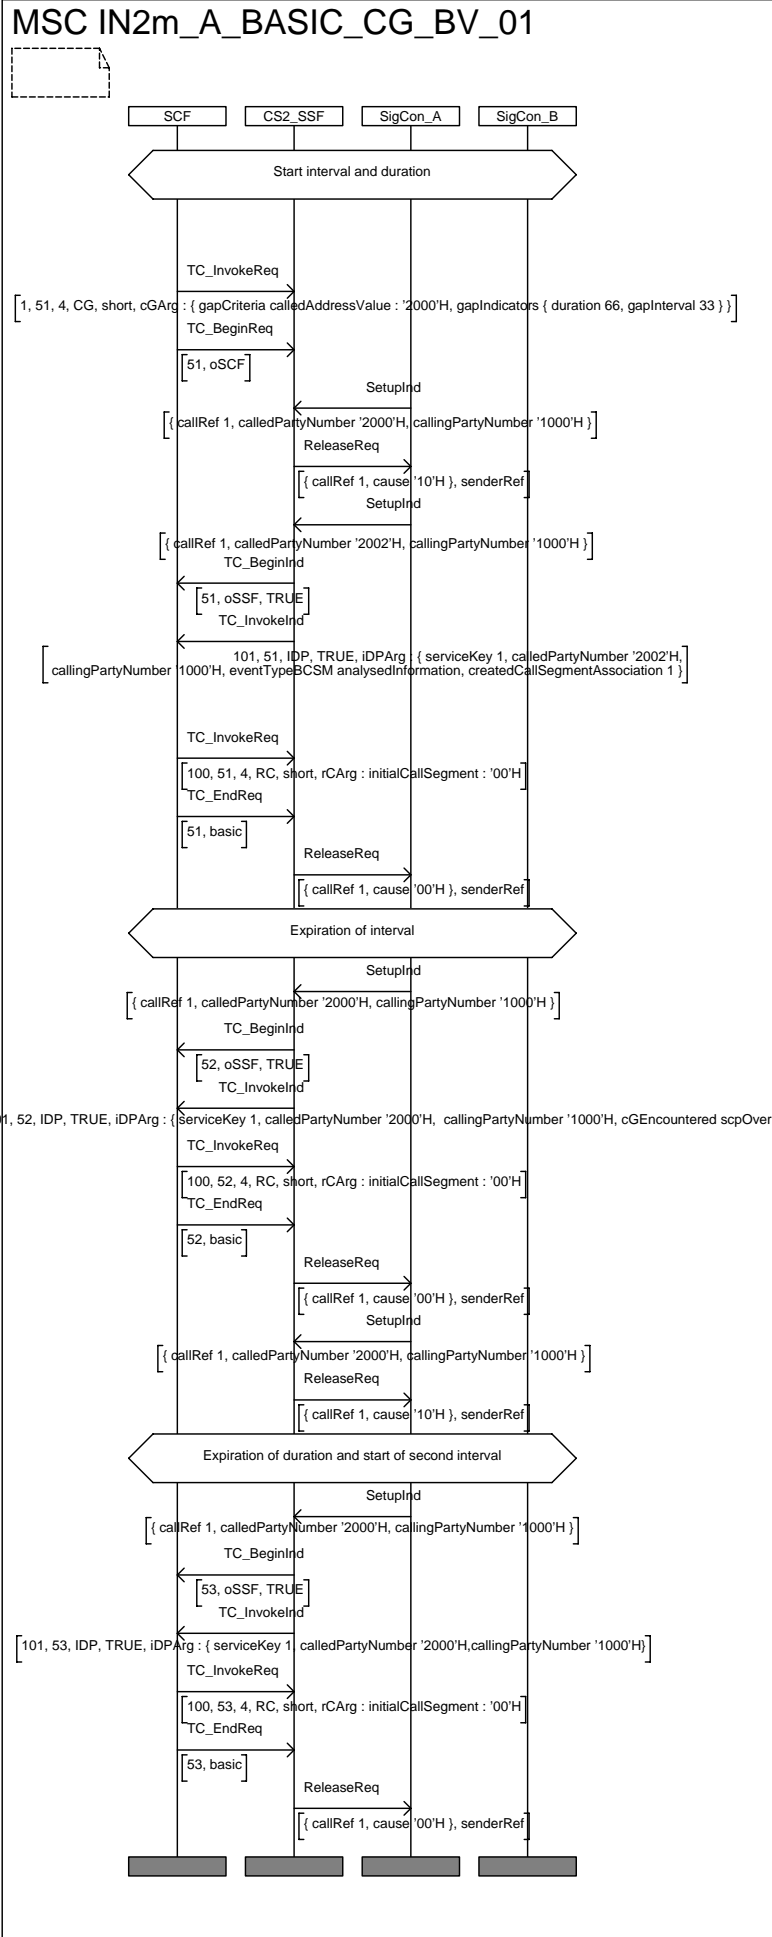 MSC IN2m_A_BASIC_CG_BV_01
SCF
CS2_SSF
SigCon_A
SigCon_B
Start interval and duration
TC_InvokeReq
1, 51, 4, CG, short, cGArg : { gapCriteria calledAddressValue : '2000'H, gapIndicators { duration 66, gapInterval 33 } }
TC_BeginReq
51, oSCF
SetupInd
{ callRef 1, calledPartyNumber '2000'H, callingPartyNumber '1000'H }
ReleaseReq
{ callRef 1, cause '10'H }, senderRef
SetupInd
{ callRef 1, calledPartyNumber '2002'H, callingPartyNumber '1000'H }
TC_BeginInd
51, oSSF, TRUE
TC_InvokeInd
101, 51, IDP, TRUE, iDPArg : { serviceKey 1, calledPartyNumber '2002'H,
callingPartyNumber '1000'H, eventTypeBCSM analysedInformation, createdCallSegmentAssociation 1 }
TC_InvokeReq
100, 51, 4, RC, short, rCArg : initialCallSegment : '00'H
TC_EndReq
51, basic
ReleaseReq
{ callRef 1, cause '00'H }, senderRef
Expiration of interval
SetupInd
{ callRef 1, calledPartyNumber '2000'H, callingPartyNumber '1000'H }
TC_BeginInd
52, oSSF, TRUE
TC_InvokeInd
1, 52, IDP, TRUE, iDPArg : { serviceKey 1, calledPartyNumber '2000'H, callingPartyNumber '1000'H, cGEncountered scpOver
TC_InvokeReq
100, 52, 4, RC, short, rCArg : initialCallSegment : '00'H
TC_EndReq
52, basic
ReleaseReq
{ callRef 1, cause '00'H }, senderRef
SetupInd
{ callRef 1, calledPartyNumber '2000'H, callingPartyNumber '1000'H }
ReleaseReq
{ callRef 1, cause '10'H }, senderRef
Expiration of duration and start of second interval
SetupInd
{ callRef 1, calledPartyNumber '2000'H, callingPartyNumber '1000'H }
TC_BeginInd
53, oSSF, TRUE
TC_InvokeInd
101, 53, IDP, TRUE, iDPArg : { serviceKey 1, calledPartyNumber '2000'H,callingPartyNumber '1000'H}
TC_InvokeReq
100, 53, 4, RC, short, rCArg : initialCallSegment : '00'H
TC_EndReq
53, basic
ReleaseReq
{ callRef 1, cause '00'H }, senderRef